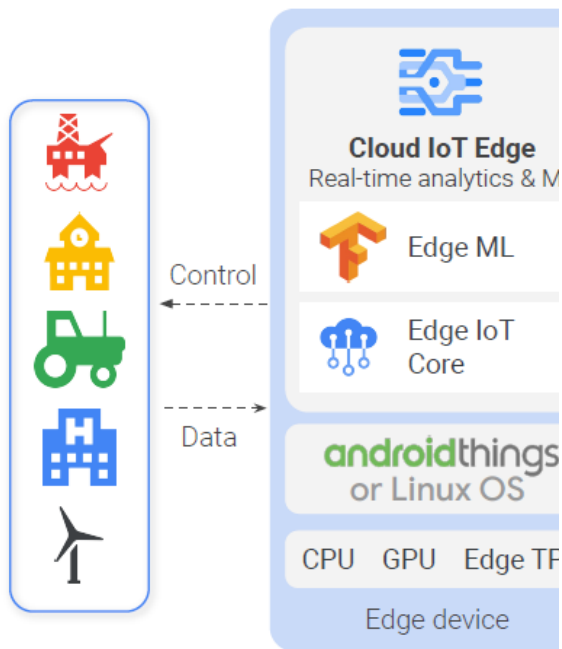 Cloud IoT Edge
Real-time analytics & M
Edge ML
Control
Edge IoT
Core
Data
androidthings
or Linux OS
H
CPU GPU Edge TP
Edge device